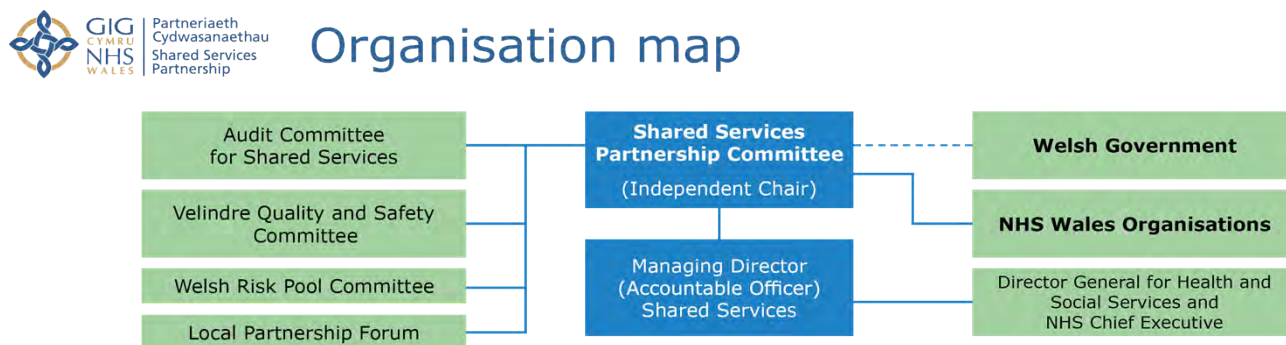 GIG
CYMRU
NHS
WALES
Partneriaeth
Cydwasanaethau
Shared Services
Partnership
Organisation map
Audit Committee
for Shared Services
Velindre Quality and Safety
Committee
Welsh Risk Pool Committee
Local Partnership Forum
Shared Services
Partnership Committee
(Independent Chair)
Managing Director
(Accountable Officer)
Shared Services
Welsh Government
NHS Wales Organisations
Director General for Health and
Social Services and
NHS Chief Executive